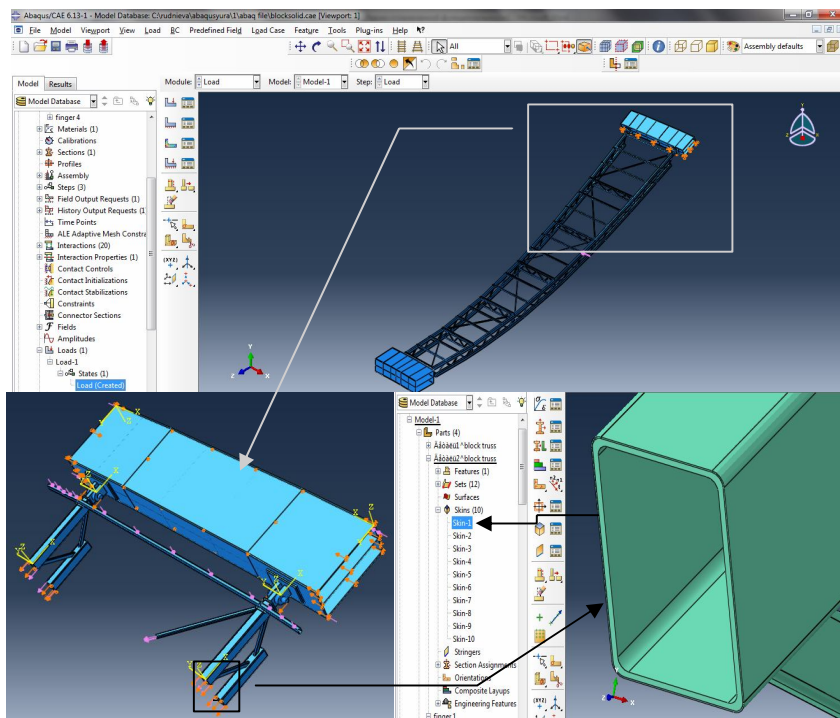 Abaqus/CAE 6.13-1 - Model Database: C:\rudnieva\abaqusyura\1\abaq file\blocksolid.cae [Viewport: 1]
File Model Viewport View Load BC Predefined Field Load Case Feature Tools Plug-ins Help
All
Assembly defaults
Model Results
Module: Load Model: Model-1 Step: Load
Model Database
finger4
Materials (1)
Calibrations
Sections (1)
Profiles
Assembly
Steps (3)
Field Output Requests (1)
History Output Requests (1
Time Points
ALE Adaptive Mesh Constra
Interactions (20)
Interaction Properties (1)
Contact Controls
Contact Initializations
Contact Stabilizations
Constraints
Connector Sections
Fields
Amplitudes
Loads (1)
Load-1
States (1)
Load (Created)
Y
Z
X
Model Database
Model-1
Parts (4)
Âåòâåü1^block truss
Âåòâåü2^block truss
Features (1)
Sets (12)
Surfaces
Skins (10)
Skin-1
Skin-2
Skin-3
Skin-4
Skin-5
Skin-6
Skin-7
Skin-8
Skin-9
Skin-10
Stringers
Section Assignments
Orientations
Composite Layups
Engineering Features
finger1